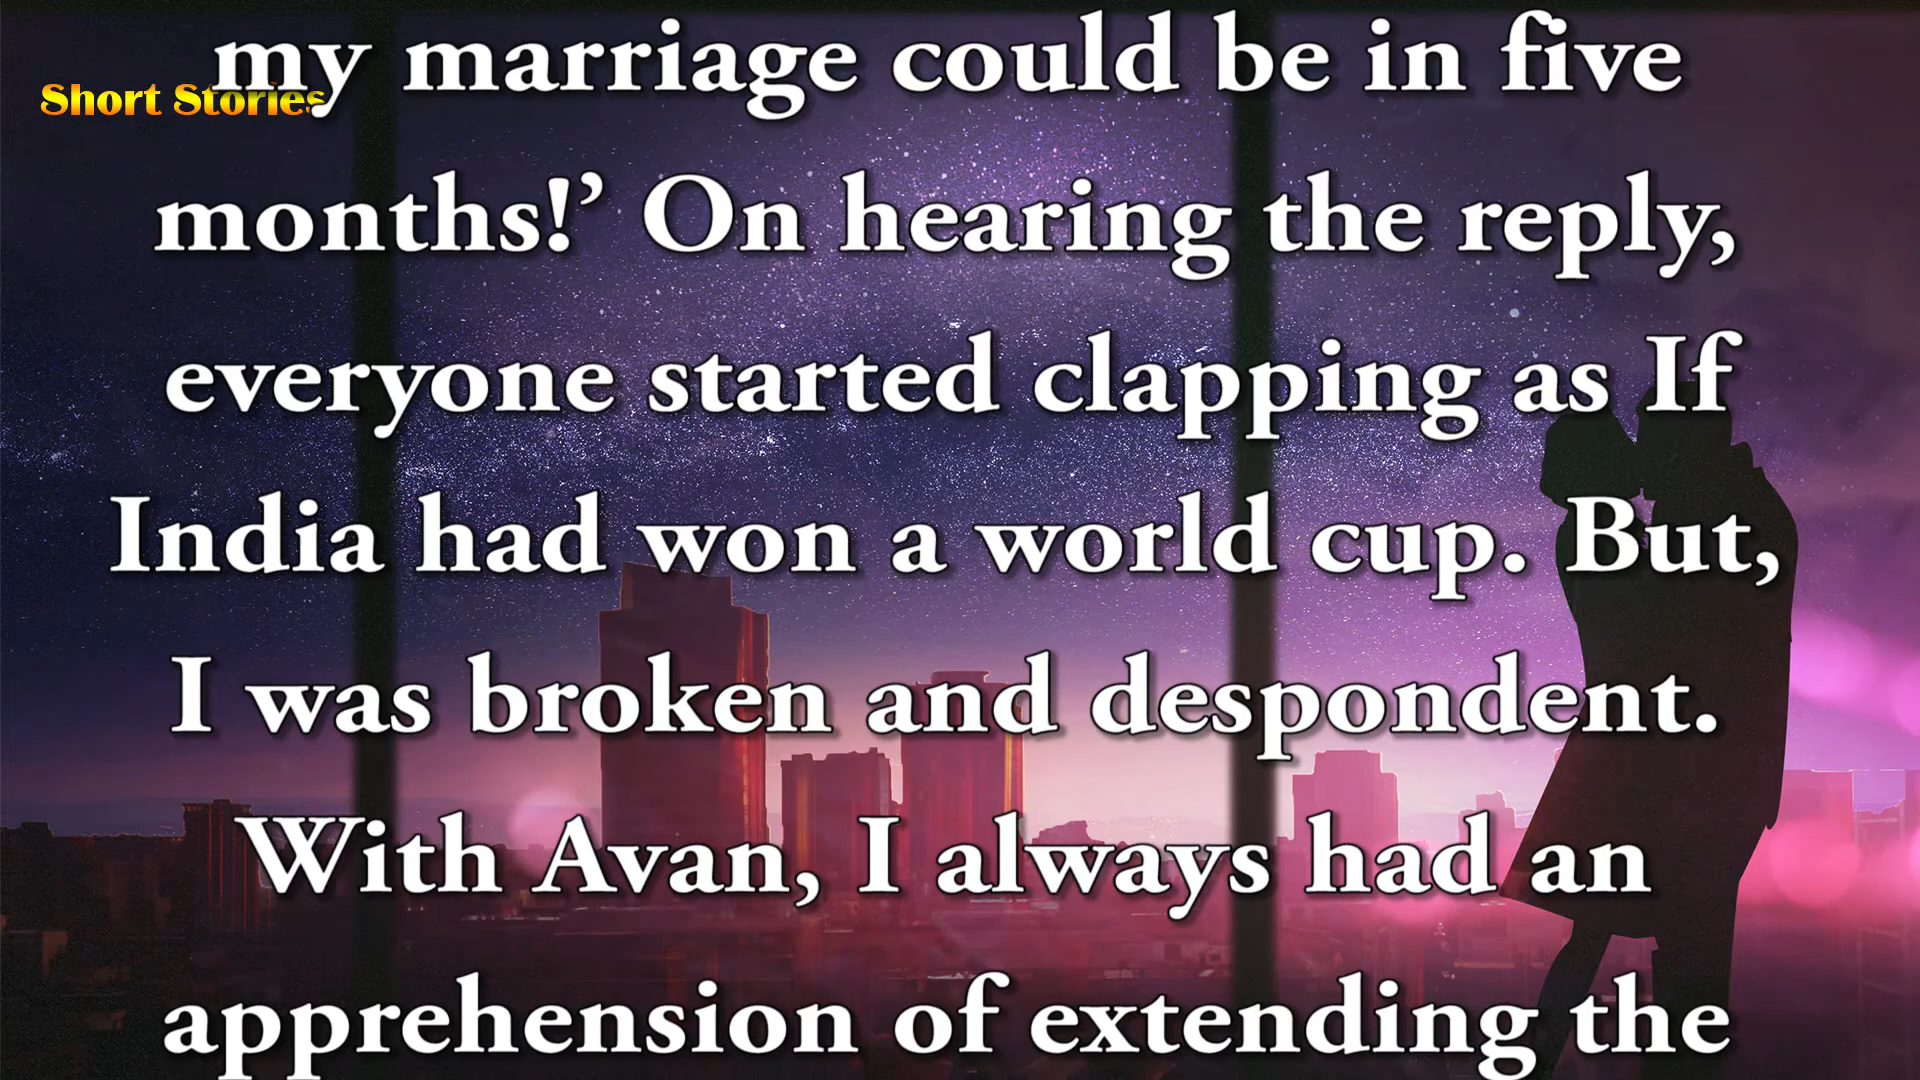 my marriage could be in five
Short Stories
months!’ On hearing the reply,
everyone started clapping as If
India had won a world cup. But,
I was broken and despondent.
With Avan, I always had an
apprehension of extending the